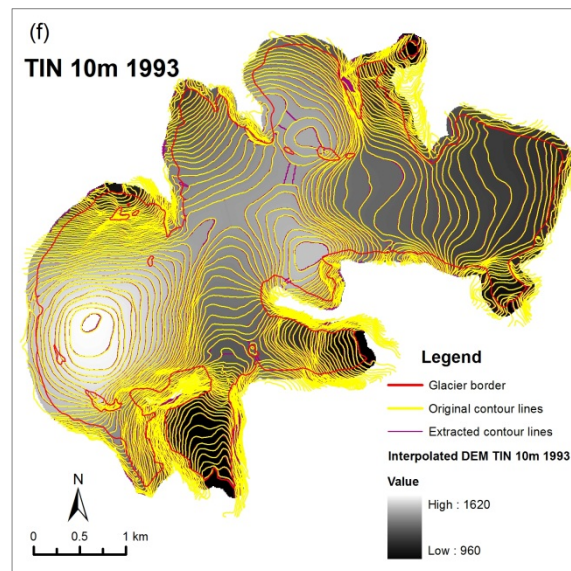 (f)
TIN 10m 1993
Legend
Glacier border
Original contour lines
Extracted contour lines
Interpolated DEM TIN 10m 1993
Value
High : 1620
Low : 960
N
0 0.5 1 km